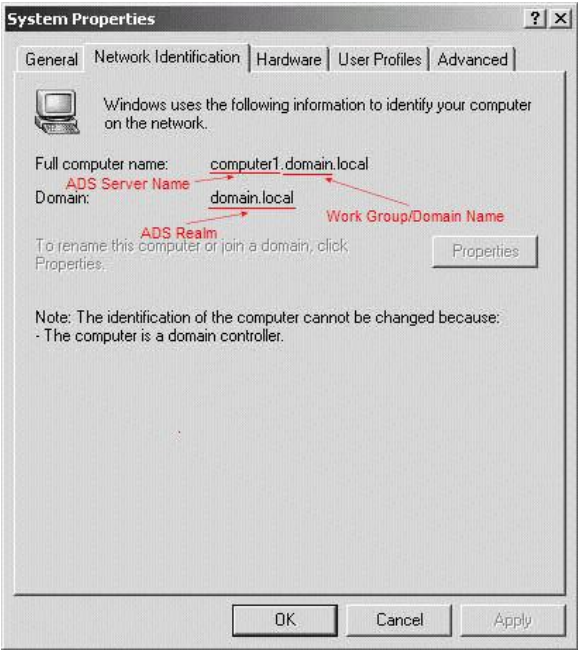 System Properties
? ×
General Network Identification Hardware User Profiles Advanced
Windows uses the following information to identify your computer
on the network.
Full computer name: computer1.domain.local
ADS Server Name
Domain: domain.local
Work Group/Domain Name
ADS Realm
To rename this computer or join a domain, click
Properties.
Properties
Note: The identification of the computer cannot be changed because:
- The computer is a domain controller.
OK Cancel Apply